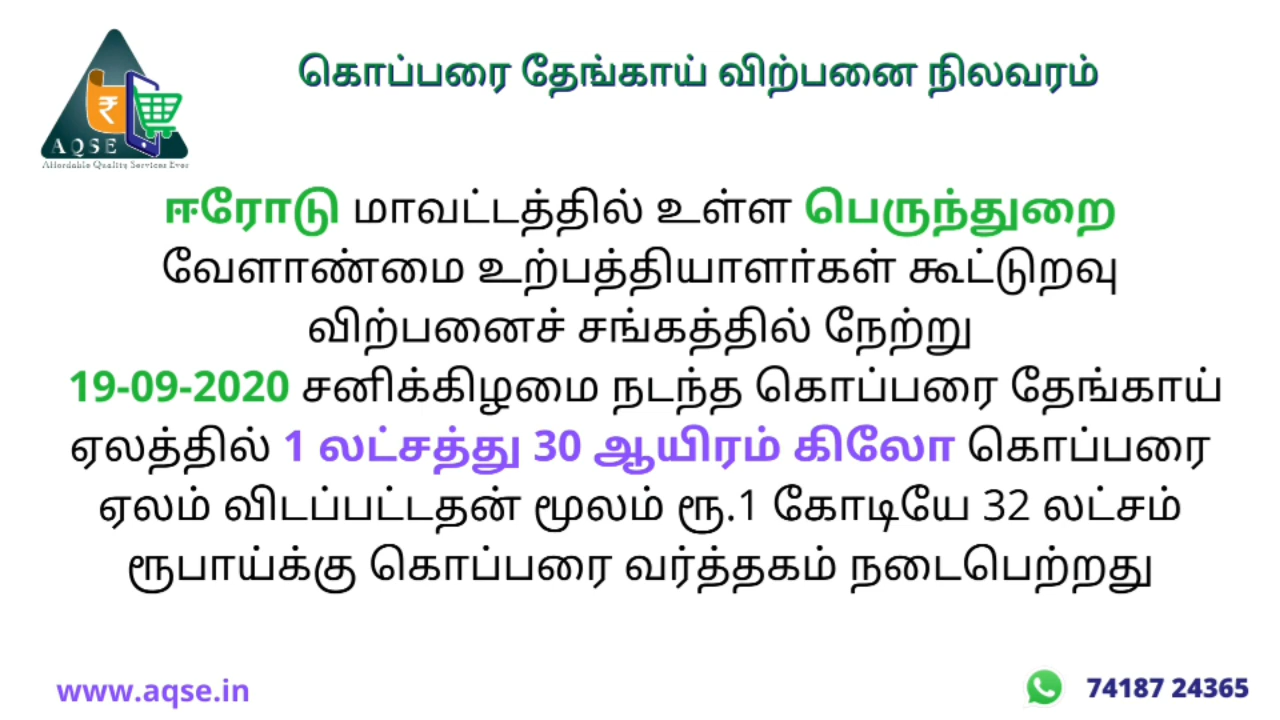 கொப்பரை தேங்காய் விற்பனை நிலவரம்
AQSE
Affordable Quality Services Ever
ஈரோடு மாவட்டத்தில் உள்ள பெருந்துறை
வேளாண்மை உற்பத்தியாளர்கள் கூட்டுறவு
விற்பனைச் சங்கத்தில் நேற்று
19-09-2020 சனிக்கிழமை நடந்த கொப்பரை தேங்காய்
ஏலத்தில் 1 லட்சத்து 30 ஆயிரம் கிலோ கொப்பரை
ஏலம் விடப்பட்டதன் மூலம் ரூ.1 கோடியே 32 லட்சம்
ரூபாய்க்கு கொப்பரை வர்த்தகம் நடைபெற்றது
www.aqse.in
74187 24365